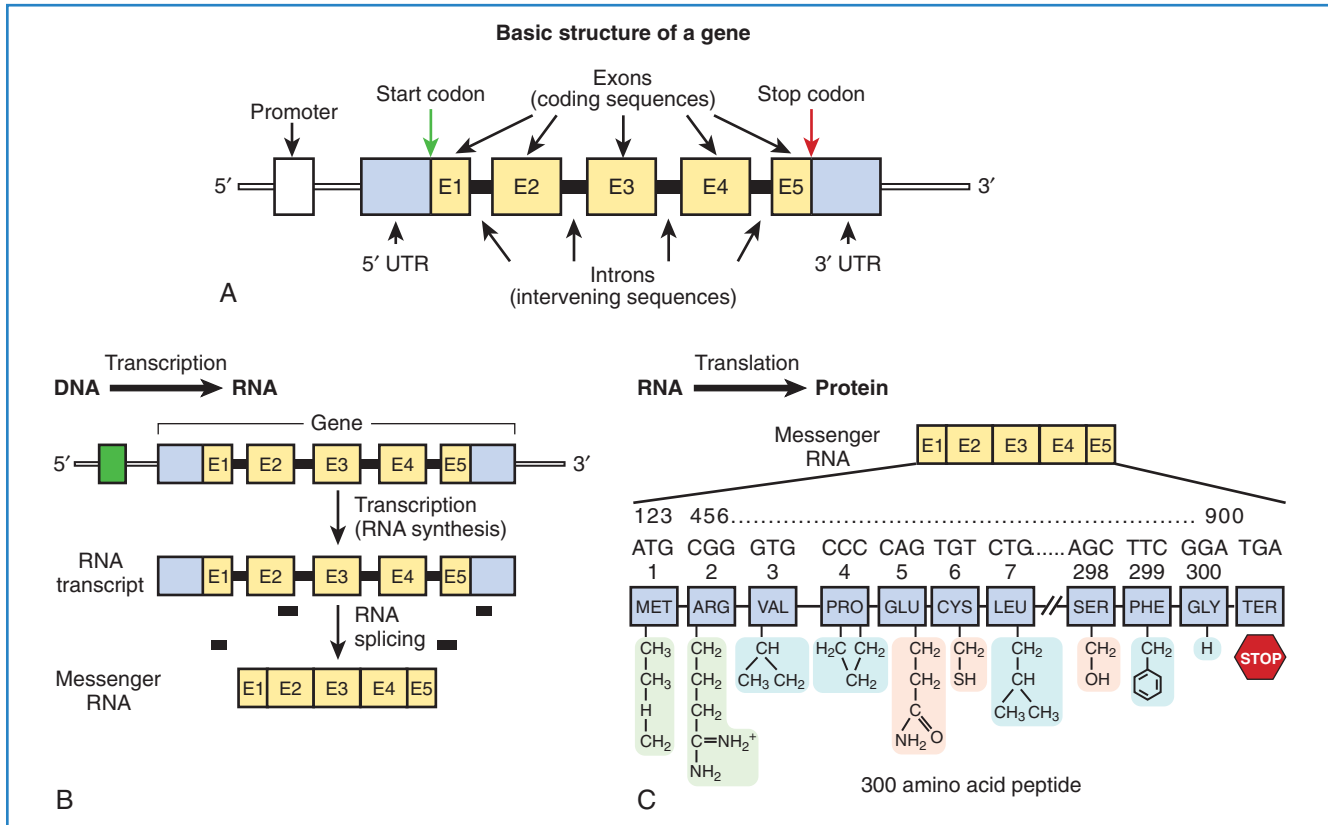 Basic structure of a gene
Exons
(coding sequences)
Start codon
Stop codon
Promoter
5′ E1 E2 E3 E4 E5 3′
5′ UTR
3′ UTR
Introns
(intervening sequences)
A
Transcription
DNA RNA
Gene
5′ E1 E2 E3 E4 E5 3′
Transcription
(RNA synthesis)
RNA
transcript
E1 E2 E3 E4 E5
RNA
splicing
Messenger
RNA
E1 E2 E3 E4 E5
B
Translation
RNA Protein
Messenger
RNA
E1 E2 E3 E4 E5
123 456 ........................................................ 900
ATG CGG GTG CCC CAG TGT CTG...... AGC TTC GGA TGA
1 2 3 4 5 6 7 298 299 300
MET ARG VAL PRO GLU CYS LEU SER PHE GLY TER
CH3 CH2 CH H2C CH2 CH2 CH2 CH2 CH2 CH2 H STOP
CH3 CH2 CH3 CH2 CH2 CH2 SH CH OH
H CH2 C O CH3 CH3
CH2 C=NH2+ NH2
NH2
300 amino acid peptide
C